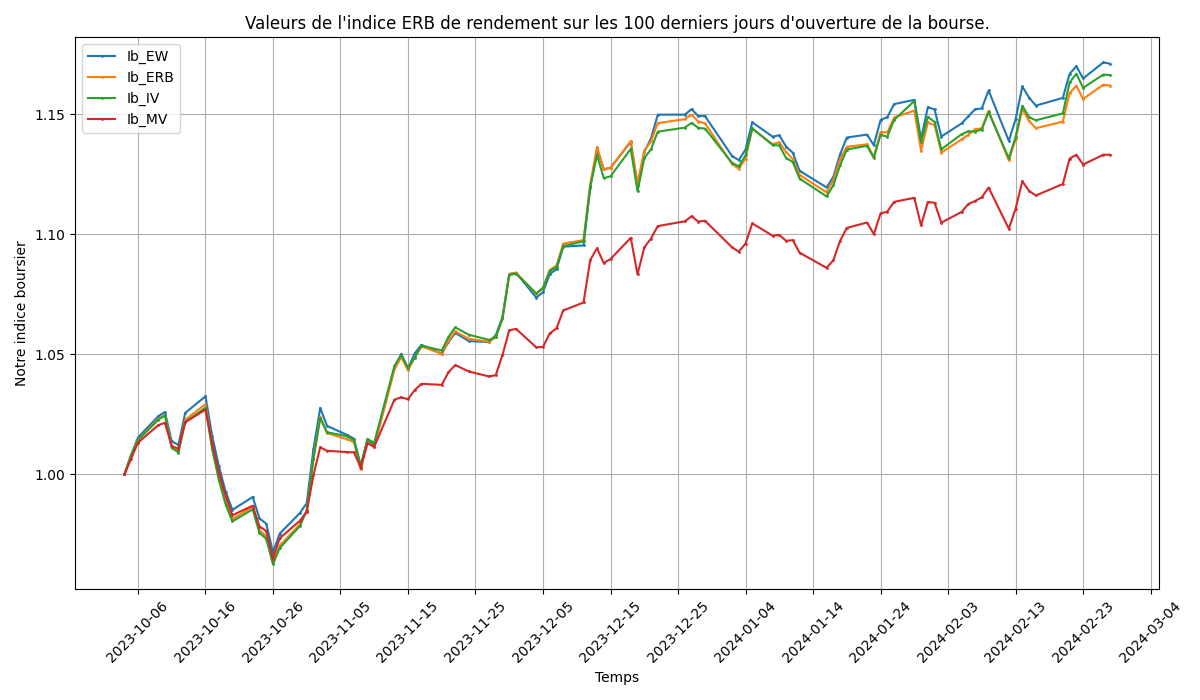 Valeurs de l'indice ERB de rendement sur les 100 derniers jours d'ouverture de la bourse.
Ib_EW
Ib_ERB
Ib_IV
Ib_MV
Notre indice boursier
1.15
1.10
1.05
1.00
2023-10-06
2023-10-16
2023-10-26
2023-11-05
2023-11-15
2023-11-25
2023-12-05
2023-12-15
2023-12-25
2024-01-04
2024-01-14
2024-01-24
2024-02-03
2024-02-13
2024-02-23
2024-03-04
Temps